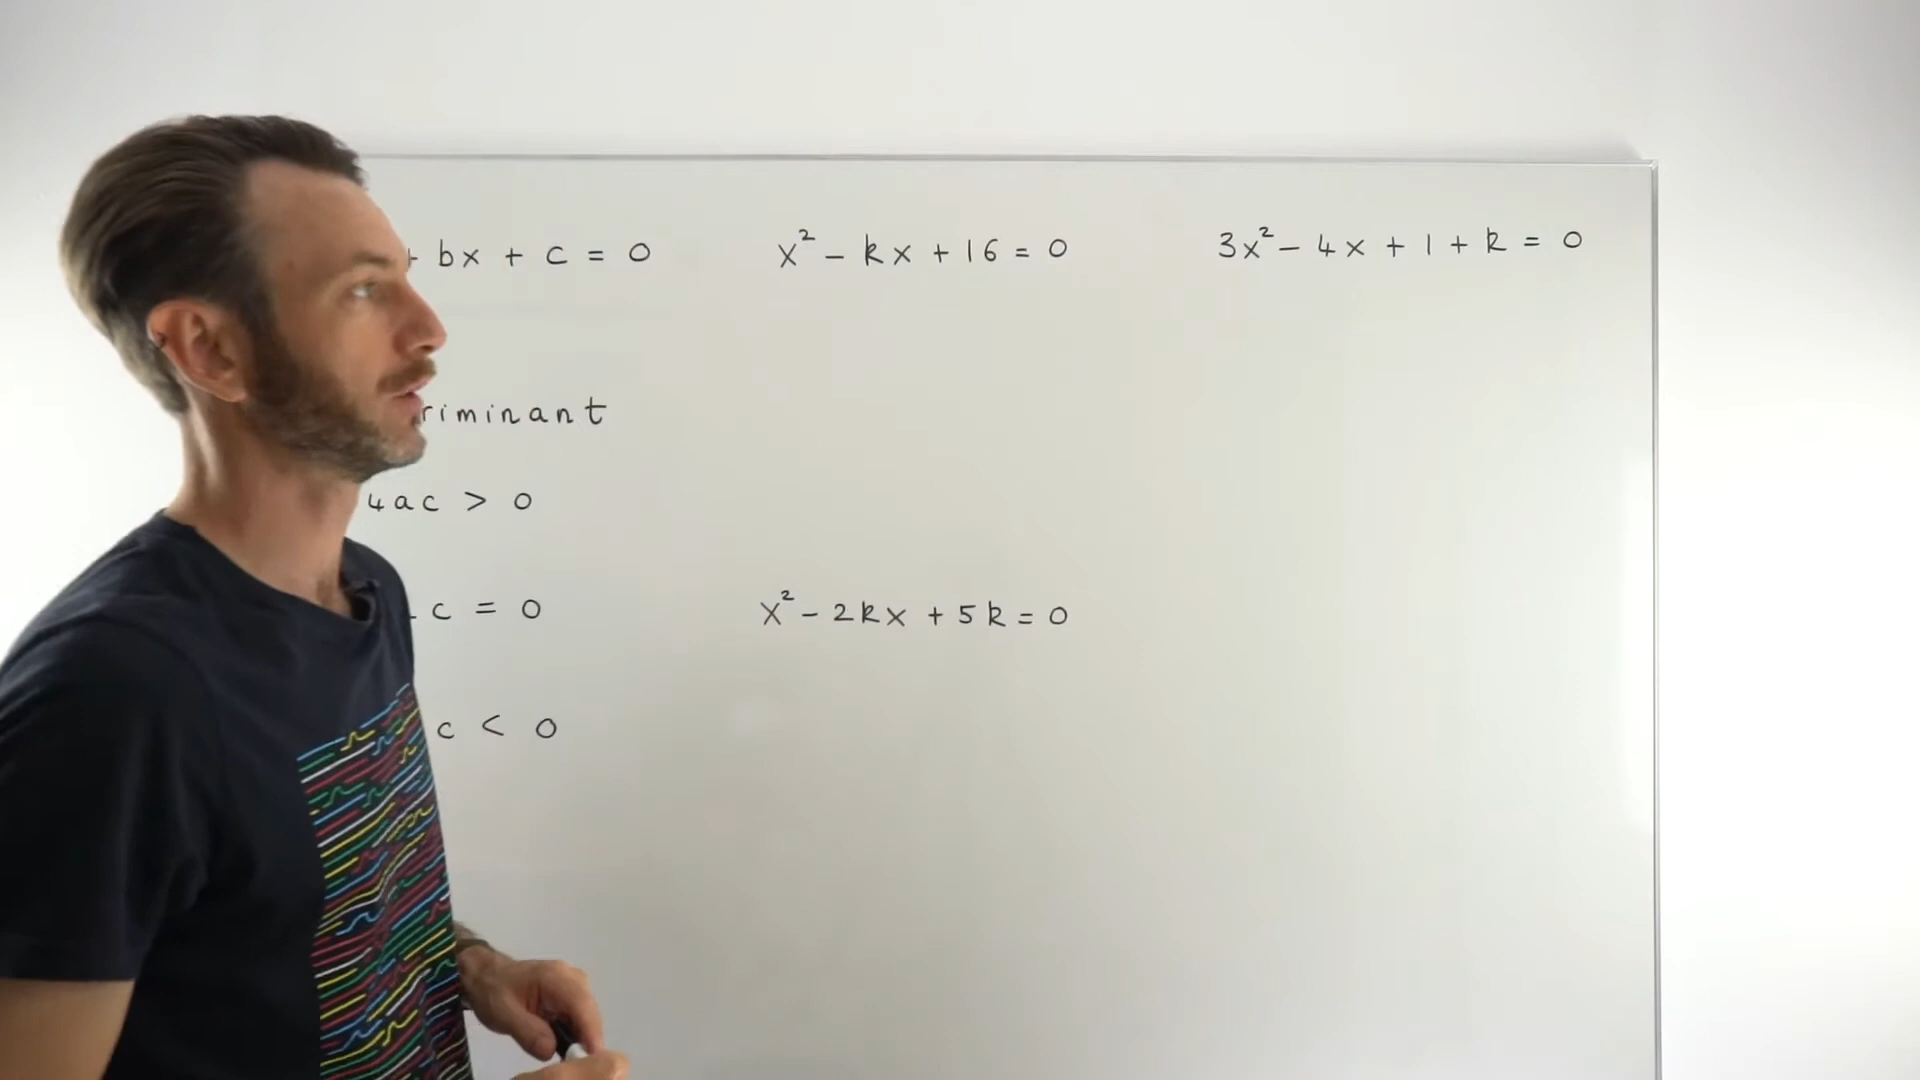 + bx + c = 0
x² - kx + 16 = 0
3x² - 4x + 1 + k = 0
riminant
4ac > 0
c = 0
x² - 2kx + 5k = 0
c < 0